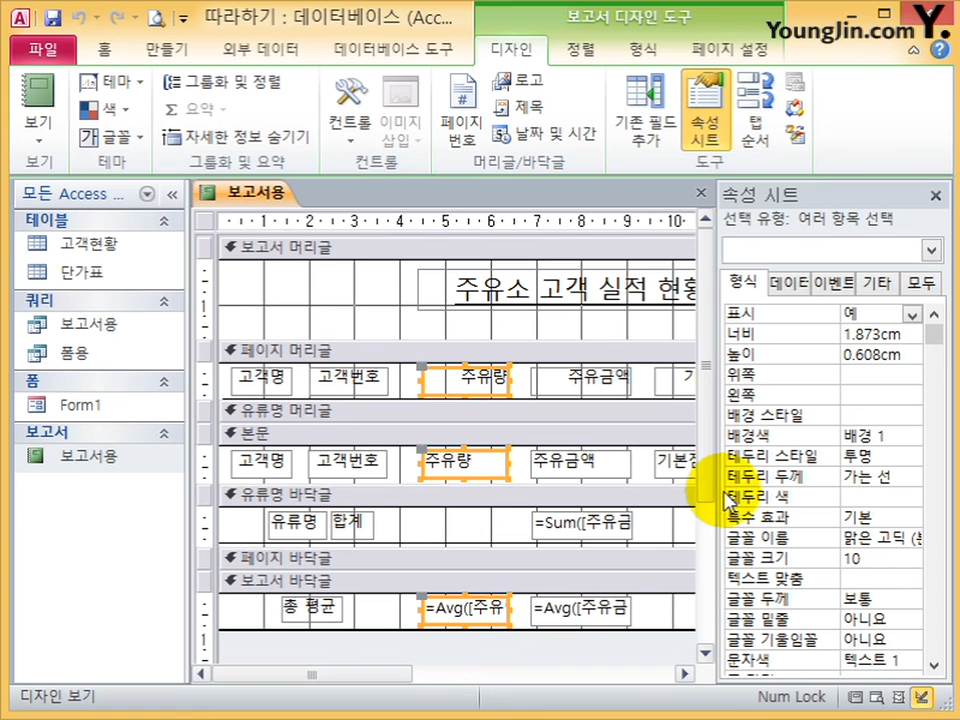 따라하기 : 데이터베이스 (Acc...
보고서 디자인 도구
YoungJin.com Y.
파일 홈 만들기 외부 데이터 데이터베이스 도구 디자인 정렬 형식 페이지 설정
보기
보기
테마
색
가 글꼴
테마
그룹화 및 정렬
Σ 요약
자세한 정보 숨기기
그룹화 및 요약
컨트롤
이미지 삽입
컨트롤
페이지 번호
로고
제목
날짜 및 시간
머리글/바닥글
기존 필드 추가
속성 시트
탭 순서
도구
모든 Access ... «
테이블
고객현황
단가표
쿼리
보고서용
폼용
폼
Form1
보고서
보고서용
보고서용
1 2 3 4 5 6 7 8 9 10
보고서 머리글
1
주유소 고객 실적 현황
페이지 머리글
고객명 고객번호 주유량 주유금액 기
유류명 머리글
본문
고객명 고객번호 주유량 주유금액 기본점
유류명 바닥글
유류명 합계 =Sum([주유금
페이지 바닥글
보고서 바닥글
총 평균 =Avg([주유 =Avg([주유금
1
속성 시트
선택 유형: 여러 항목 선택
형식 데이터 이벤트 기타 모두
표시 예
너비 1.873cm
높이 0.608cm
위쪽
왼쪽
배경 스타일
배경색 배경 1
테두리 스타일 투명
테두리 두께 가는 선
테두리 색
특수 효과 기본
글꼴 이름 맑은 고딕 (본
글꼴 크기 10
텍스트 맞춤
글꼴 두께 보통
글꼴 밑줄 아니요
글꼴 기울임꼴 아니요
문자색 텍스트 1
디자인 보기
Num Lock